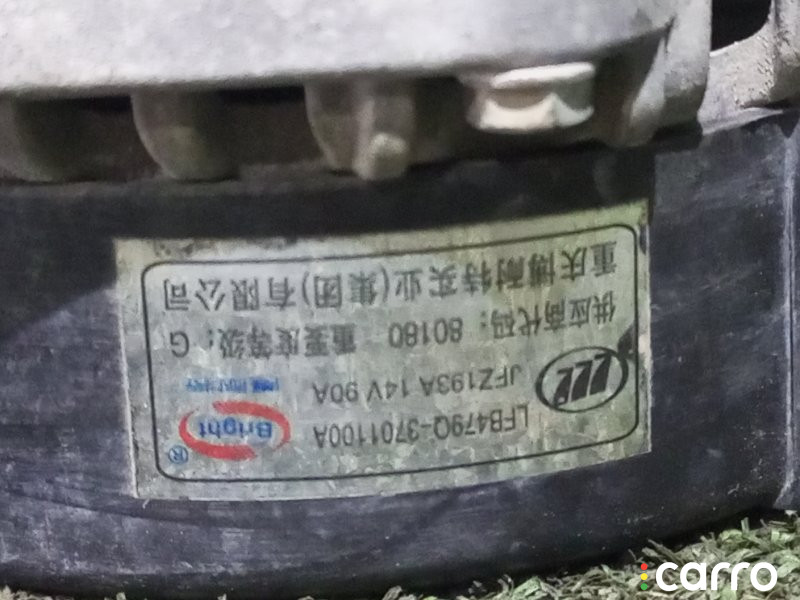 LFB479Q-3701100A
Bright®
JFZ193A 14V 90A
供应商代码：80180 重要度等级：G
重庆博耐特实业(集团)有限公司
carro